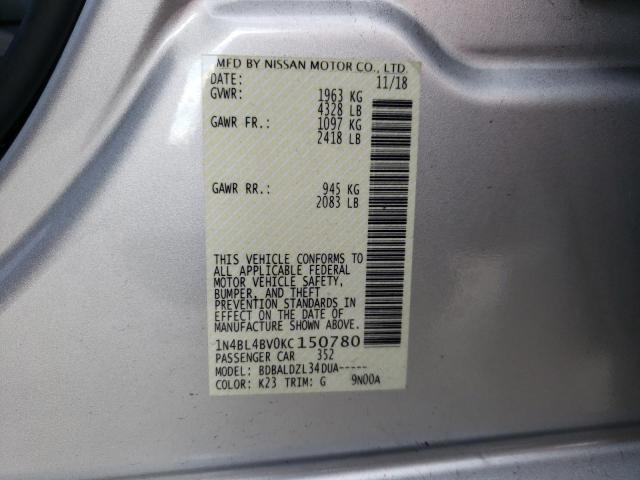 MFD BY NISSAN MOTOR CO., LTD.
DATE: 11/18
GVWR: 1963 KG
4328 LB
GAWR FR.: 1097 KG
2418 LB
GAWR RR.: 945 KG
2083 LB
THIS VEHICLE CONFORMS TO
ALL APPLICABLE FEDERAL
MOTOR VEHICLE SAFETY,
BUMPER, AND THEFT
PREVENTION STANDARDS IN
EFFECT ON THE DATE OF
MANUFACTURE SHOWN ABOVE.
1N4BL4BV0KC150780
PASSENGER CAR 352
MODEL: BDBALDZL34DUA-----
COLOR: K23 TRIM: G 9N00A